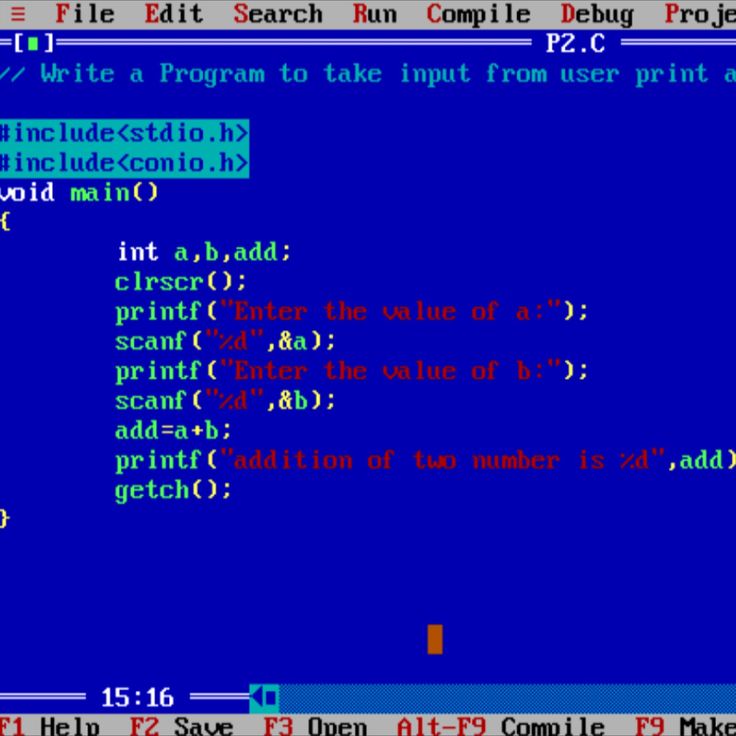 ≡ File Edit Search Run Compile Debug Proje
[■] P2.C
// Write a Program to take input from user print a
#include<stdio.h>
#include<conio.h>
void main()
{
int a,b,add;
clrscr();
printf("Enter the value of a:");
scanf("%d",&a);
printf("Enter the value of b:");
scanf("%d",&b);
add=a+b;
printf("addition of two number is %d",add)
getch();
}
15:16
F1 Help F2 Save F3 Open Alt-F9 Compile F9 Make